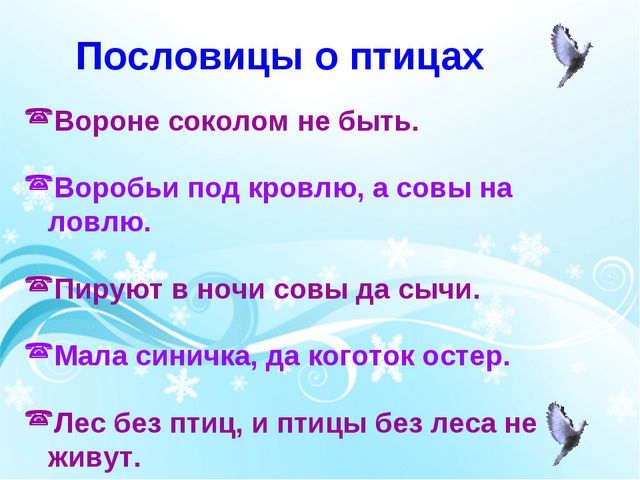 Пословицы о птицах
Вороне соколом не быть.
Воробьи под кровлю, а совы на
ловлю.
Пируют в ночи совы да сычи.
Мала синичка, да коготок остер.
Лес без птиц, и птицы без леса не
живут.